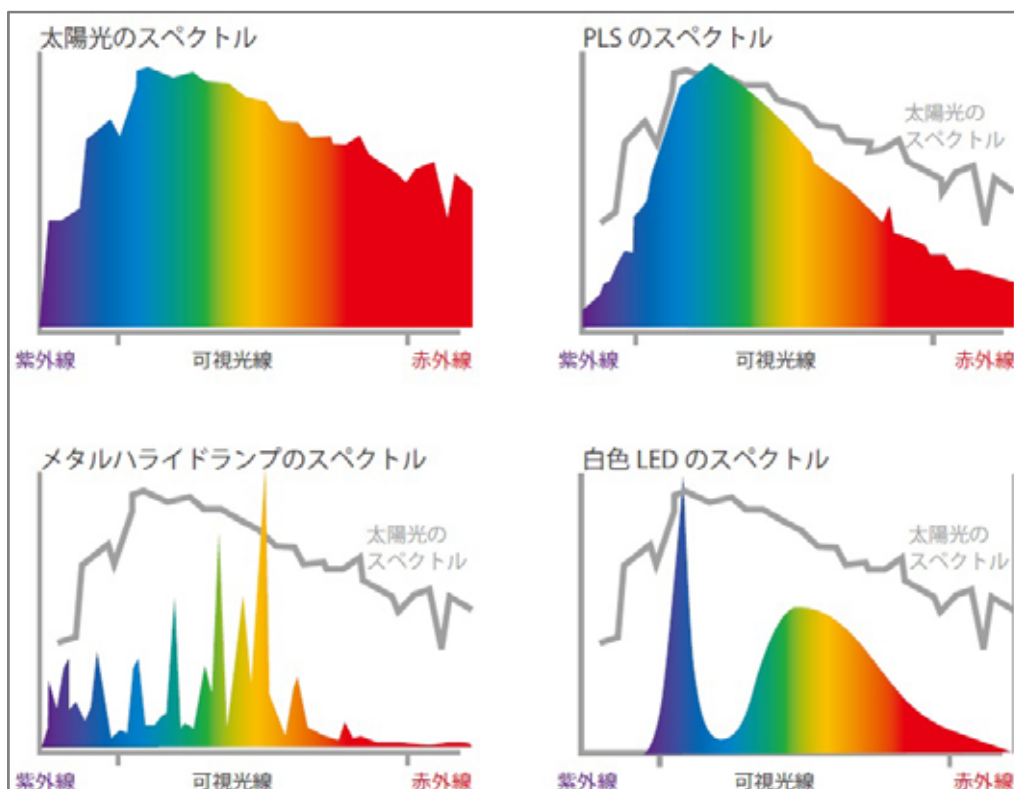 太陽光のスペクトル
紫外線 可視光線 赤外線
PLS のスペクトル
太陽光の
スペクトル
紫外線 可視光線 赤外線
メタルハライドランプのスペクトル
太陽光の
スペクトル
紫外線 可視光線 赤外線
白色 LED のスペクトル
太陽光の
スペクトル
紫外線 可視光線 赤外線